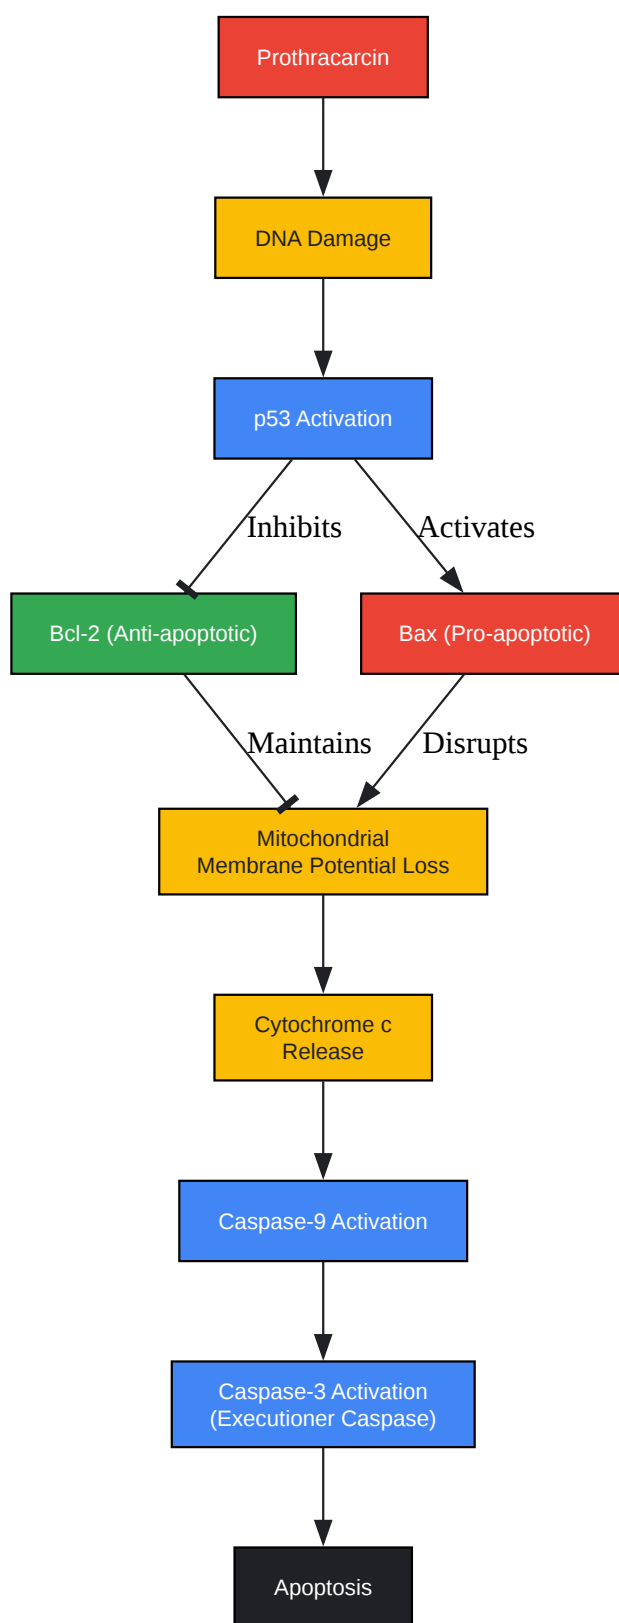 Prothracarcin
DNA Damage
p53 Activation
Inhibits
Activates
Bcl-2 (Anti-apoptotic)
Bax (Pro-apoptotic)
Maintains
Disrupts
Mitochondrial
Membrane Potential Loss
Cytochrome c
Release
Caspase-9 Activation
Caspase-3 Activation
(Executioner Caspase)
Apoptosis